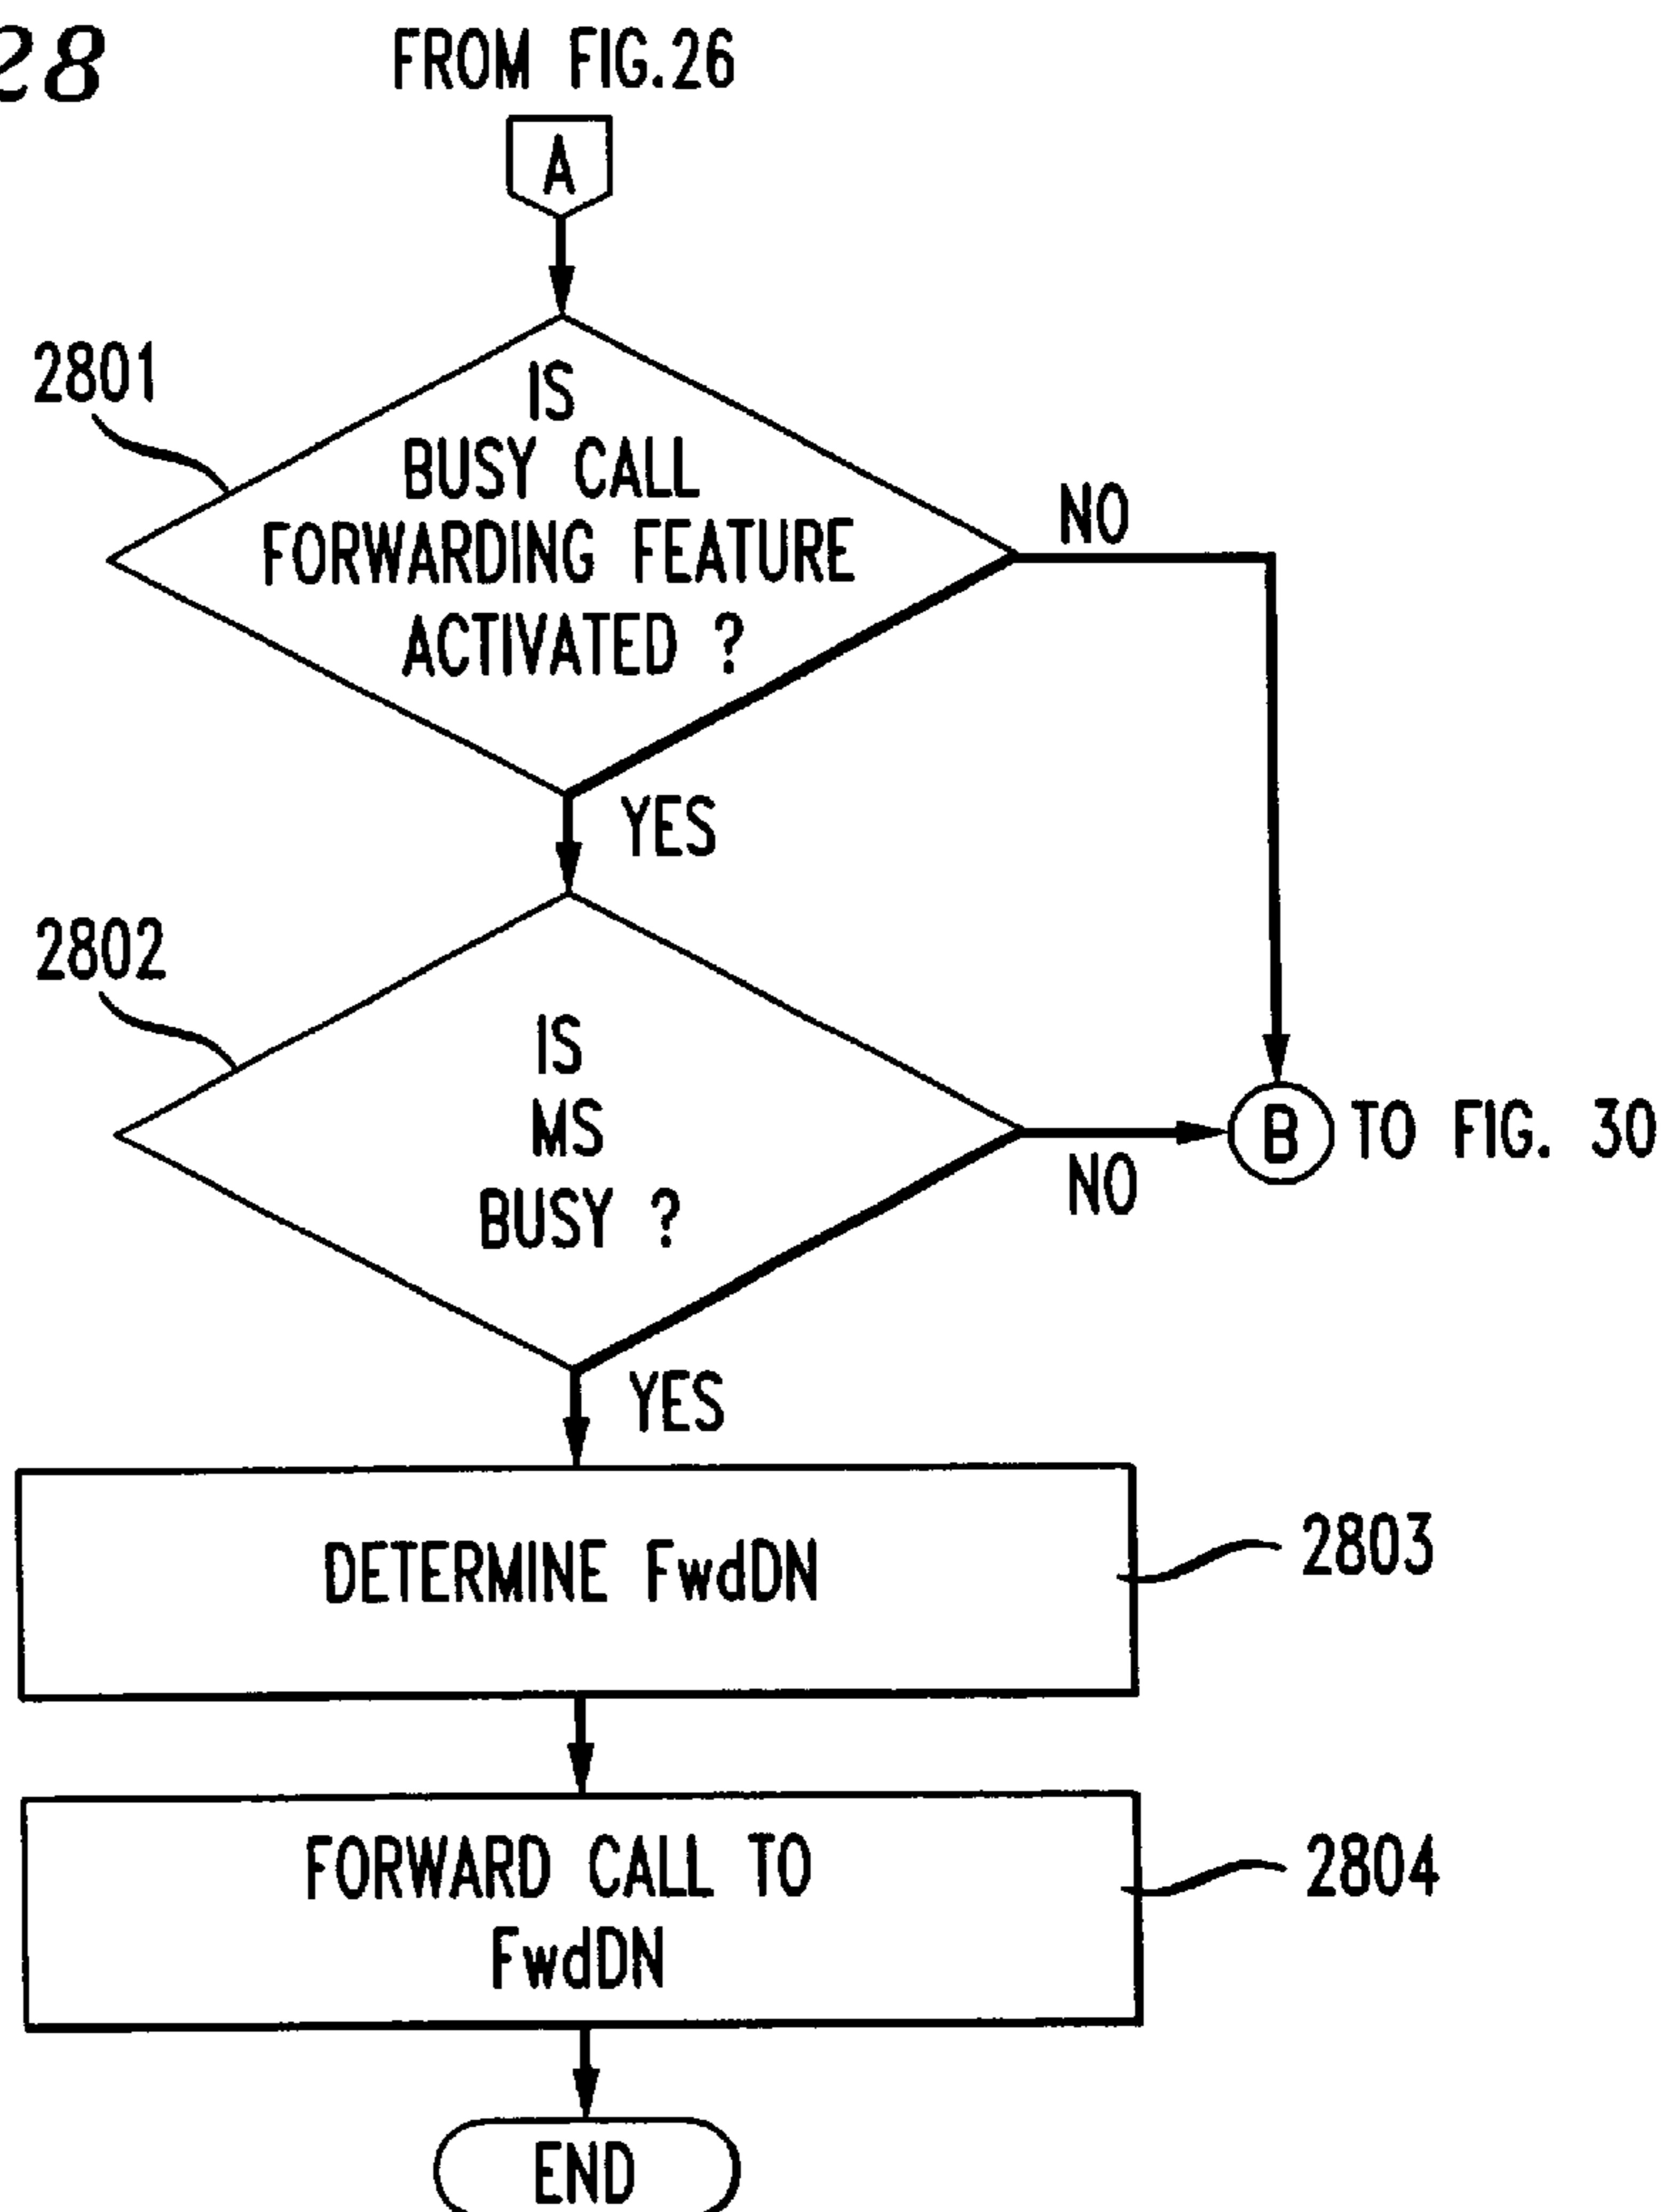 28
FROM FIG.26
A
2801
IS
BUSY CALL
FORWARDING FEATURE
ACTIVATED ?
NO
YES
2802
IS
MS
BUSY ?
NO
B
TO FIG. 30
YES
DETERMINE FwdDN
2803
FORWARD CALL TO
FwdDN
2804
END